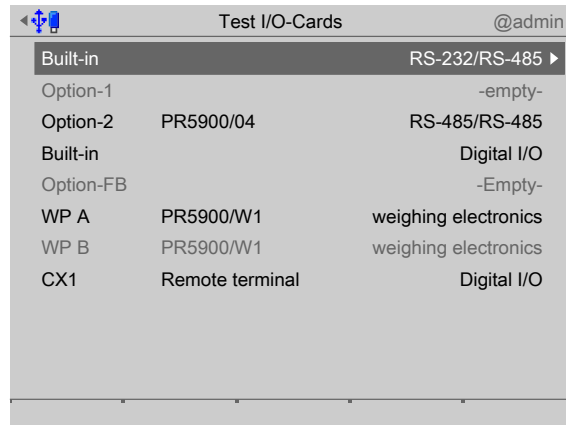 Test I/O-Cards @admin
Built-in RS-232/RS-485
Option-1 -empty-
Option-2 PR5900/04 RS-485/RS-485
Built-in Digital I/O
Option-FB -Empty-
WP A PR5900/W1 weighing electronics
WP B PR5900/W1 weighing electronics
CX1 Remote terminal Digital I/O